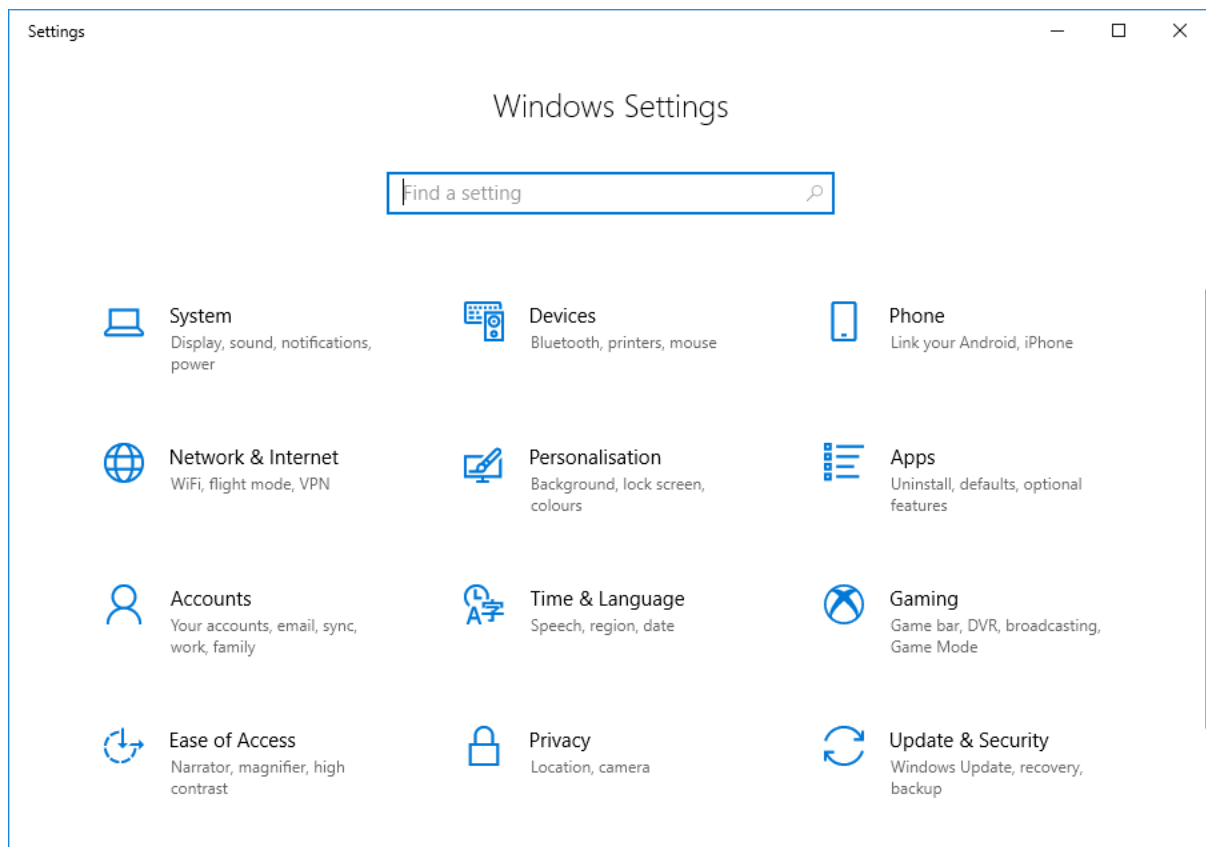 Settings
Windows Settings
Find a setting
System
Display, sound, notifications,
power
Devices
Bluetooth, printers, mouse
Phone
Link your Android, iPhone
Network & Internet
WiFi, flight mode, VPN
Personalisation
Background, lock screen,
colours
Apps
Uninstall, defaults, optional
features
Accounts
Your accounts, email, sync,
work, family
Time & Language
Speech, region, date
Gaming
Game bar, DVR, broadcasting,
Game Mode
Ease of Access
Narrator, magnifier, high
contrast
Privacy
Location, camera
Update & Security
Windows Update, recovery,
backup